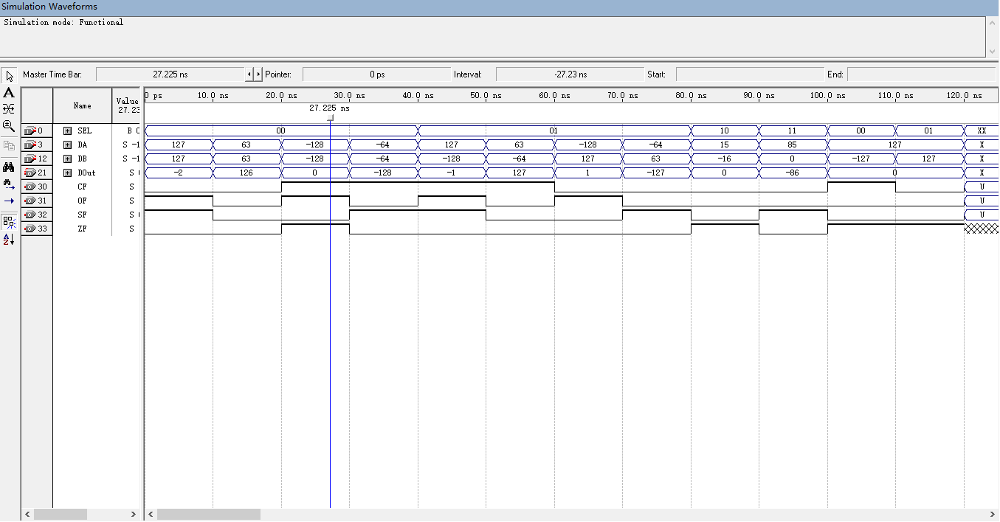 Simulation Waveforms
Simulation mode: Functional
Master Time Bar: 27.225 ns Pointer: 0 ps Interval: -27.23 ns Start: End:
0 ps 10.0 ns 20.0 ns 30.0 ns 40.0 ns 50.0 ns 60.0 ns 70.0 ns 80.0 ns 90.0 ns 100.0 ns 110.0 ns 120.0 ns
Name Value 27.23
27.225 ns
0 SEL B 00 01 10 11 00 01 XX
3 DA S -1 127 63 -128 -64 127 63 -128 -64 15 85 127 X
12 DB S -1 127 63 -128 -64 -128 -64 127 63 -16 0 -127 127 X
21 DOut S -2 126 0 -128 -1 127 1 -127 0 -86 0 X
30 CF S U
31 OF S U
32 SF S U
33 ZF S